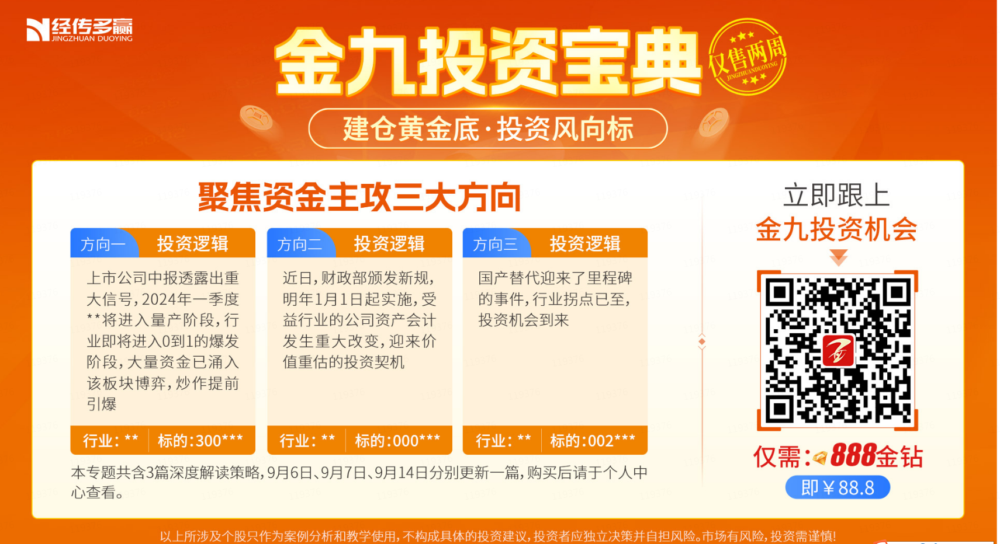 经传多赢
JINGZHUAN DUOYING
金九投资宝典
仅售两周
JINGZHUANDUOYING
建仓黄金底·投资风向标
聚焦资金主攻三大方向
方向一 投资逻辑
上市公司中报透露出重
大信号,2024年一季度
**将进入量产阶段,行
业即将进入0到1的爆发
阶段,大量资金已涌入
该板块博弈,炒作提前
引爆
行业:** 标的:300***
方向二 投资逻辑
近日,财政部颁发新规,
明年1月1日起实施,受
益行业的公司资产会计
发生重大改变,迎来价
值重估的投资契机
行业:** 标的:000***
方向三 投资逻辑
国产替代迎来了里程碑
的事件,行业拐点已至,
投资机会到来
行业:** 标的:002***
本专题共含3篇深度解读策略,9月6日、9月7日、9月14日分别更新一篇,购买后请于个人中
心查看。
立即跟上
金九投资机会
仅需:888金钻
即¥88.8
以上所涉及个股只作为案例分析和教学使用,不构成具体的投资建议,投资者应独立决策并自担风险。市场有风险,投资需谨慎!